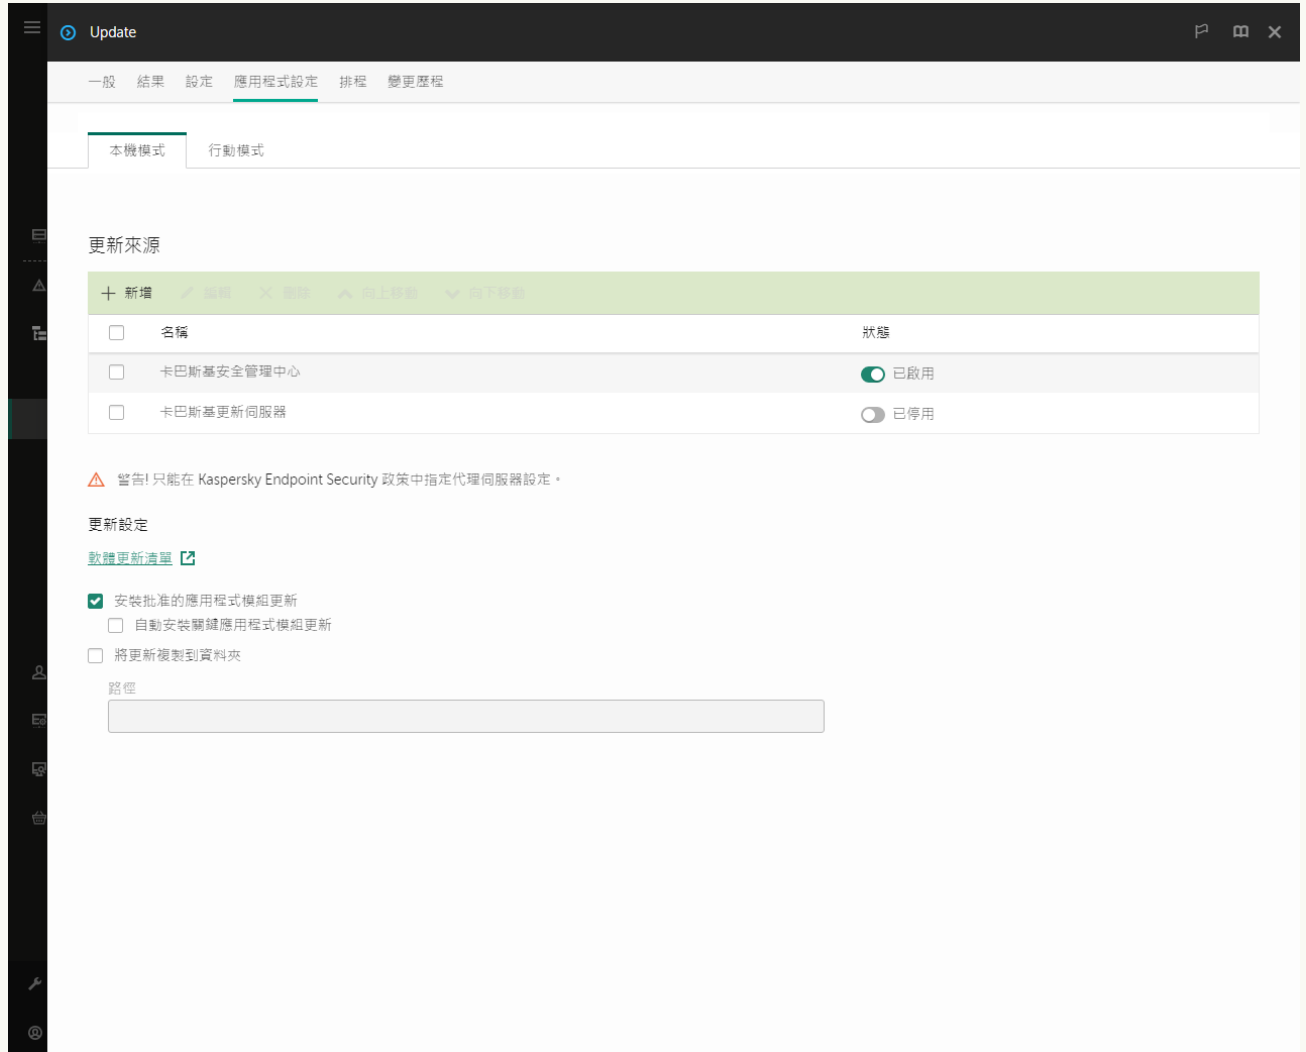 Update
一般 結果 設定 應用程式設定 排程 變更歷程
本機模式 行動模式
更新來源
新增 編輯 刪除 向上移動 向下移動
名稱 狀態
卡巴斯基安全管理中心 已啟用
卡巴斯基更新伺服器 已停用
警告! 只能在 Kaspersky Endpoint Security 政策中指定代理伺服器設定。
更新設定
軟體更新清單
安裝批准的應用程式模組更新
自動安裝關鍵應用程式模組更新
將更新複製到資料夾
路徑